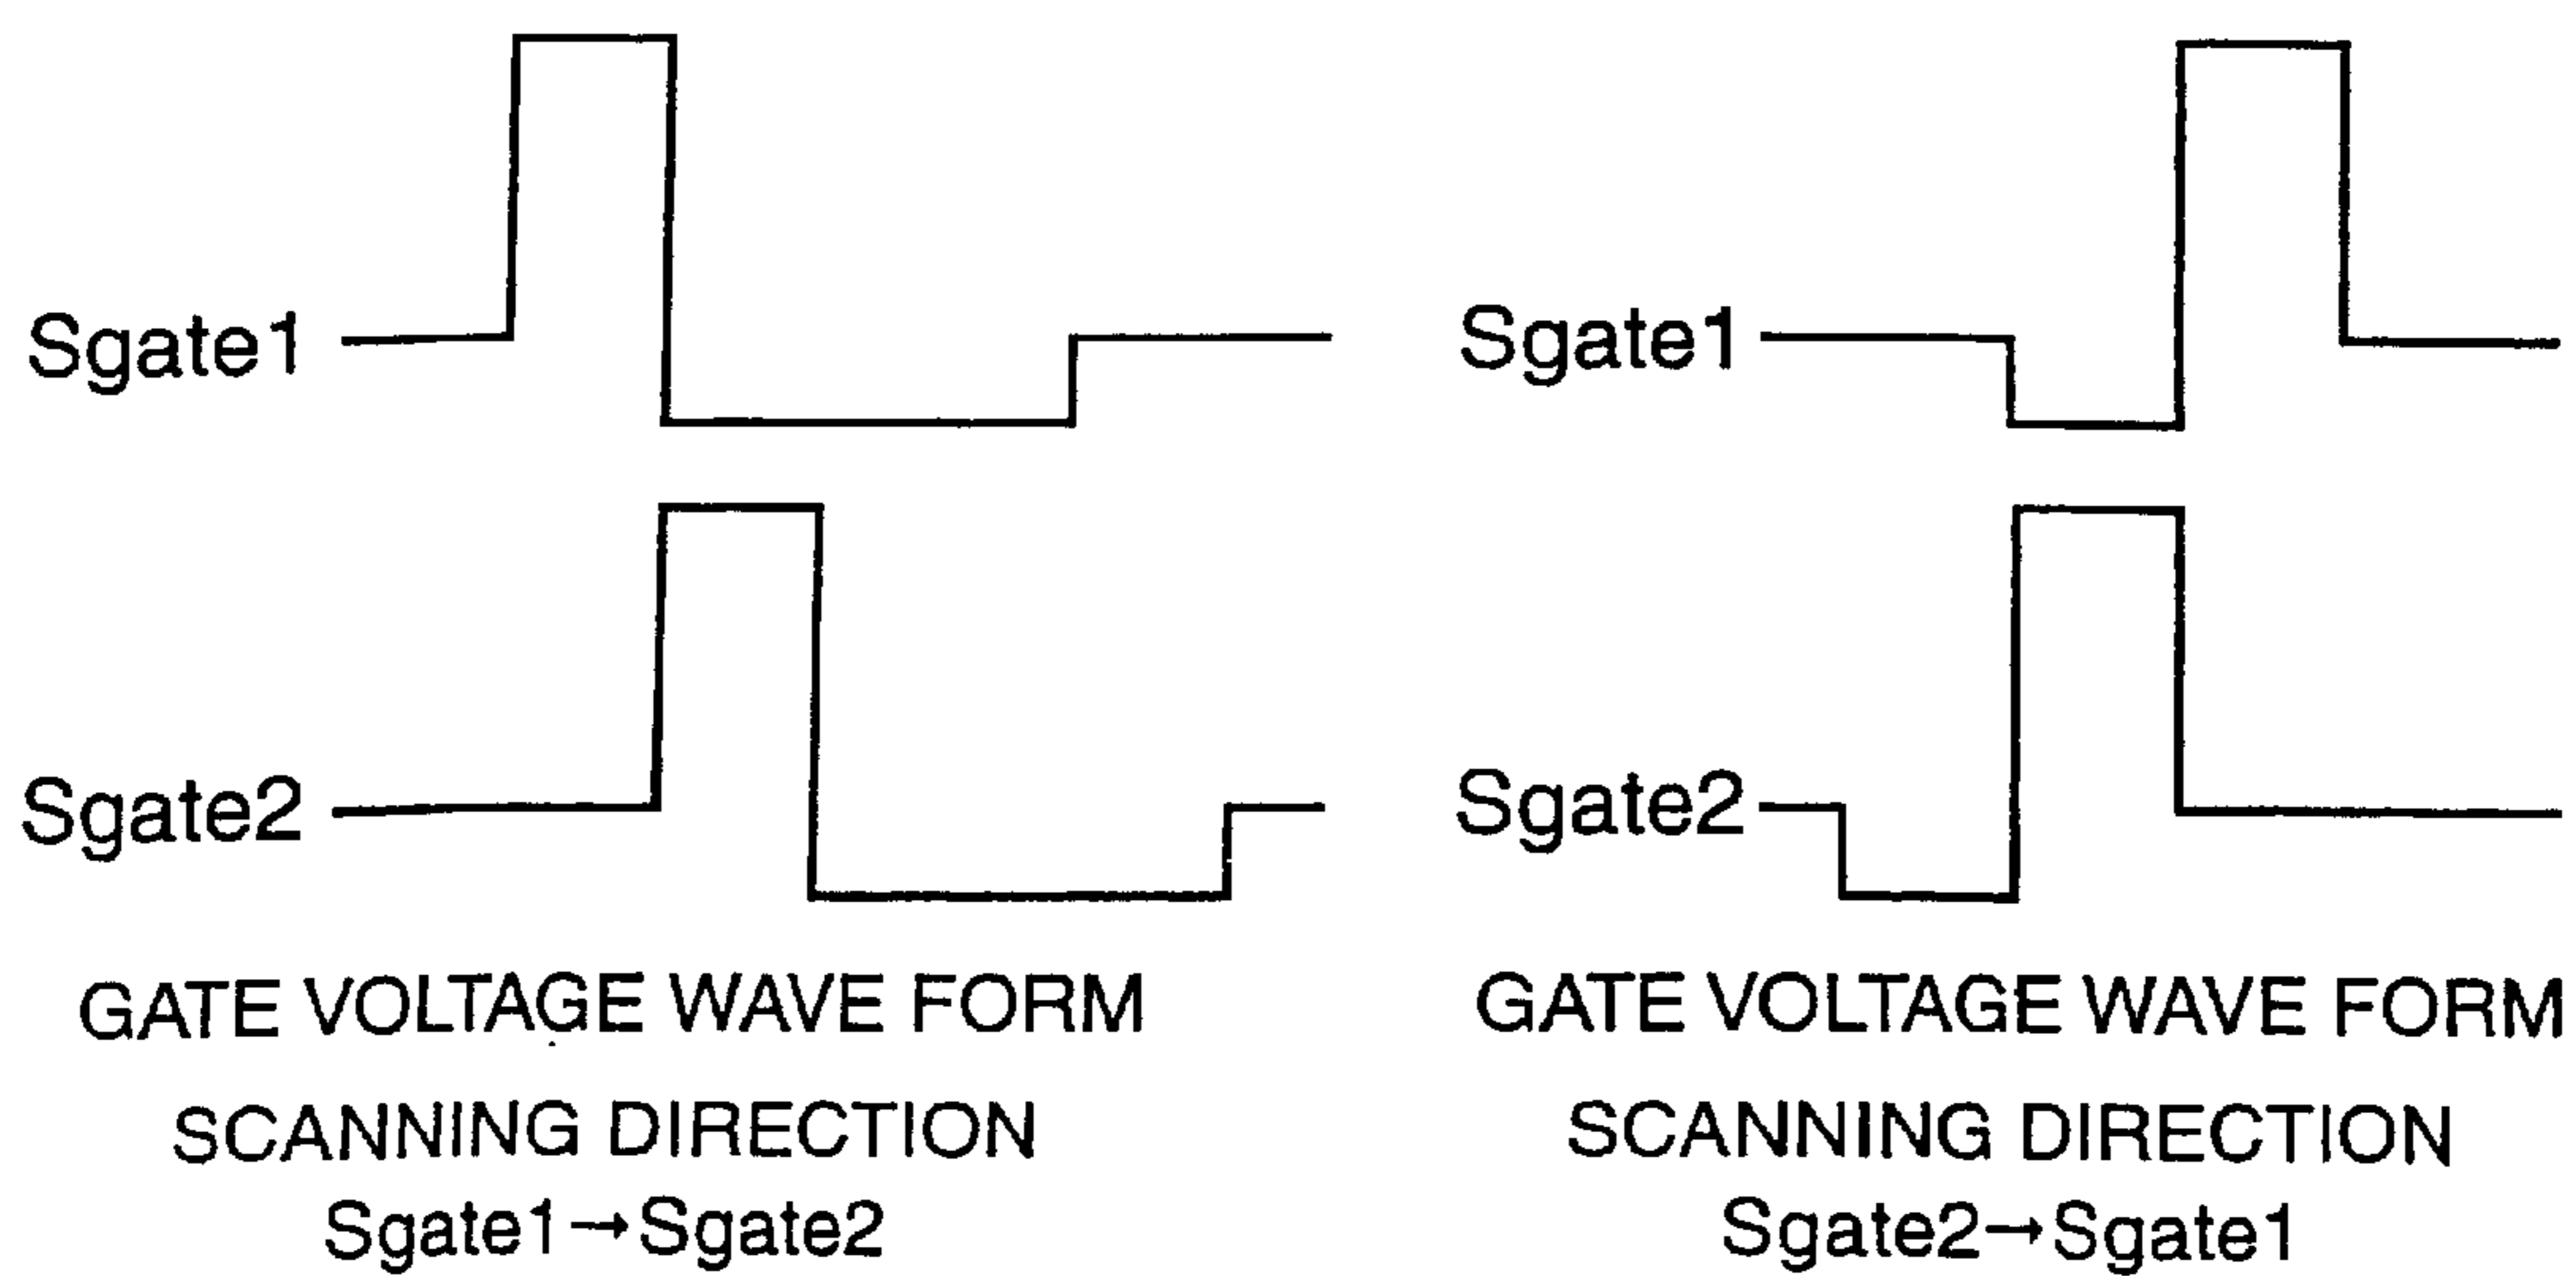 Sgate1
Sgate2
GATE VOLTAGE WAVE FORM
SCANNING DIRECTION
Sgate1→Sgate2
Sgate1
Sgate2
GATE VOLTAGE WAVE FORM
SCANNING DIRECTION
Sgate2→Sgate1